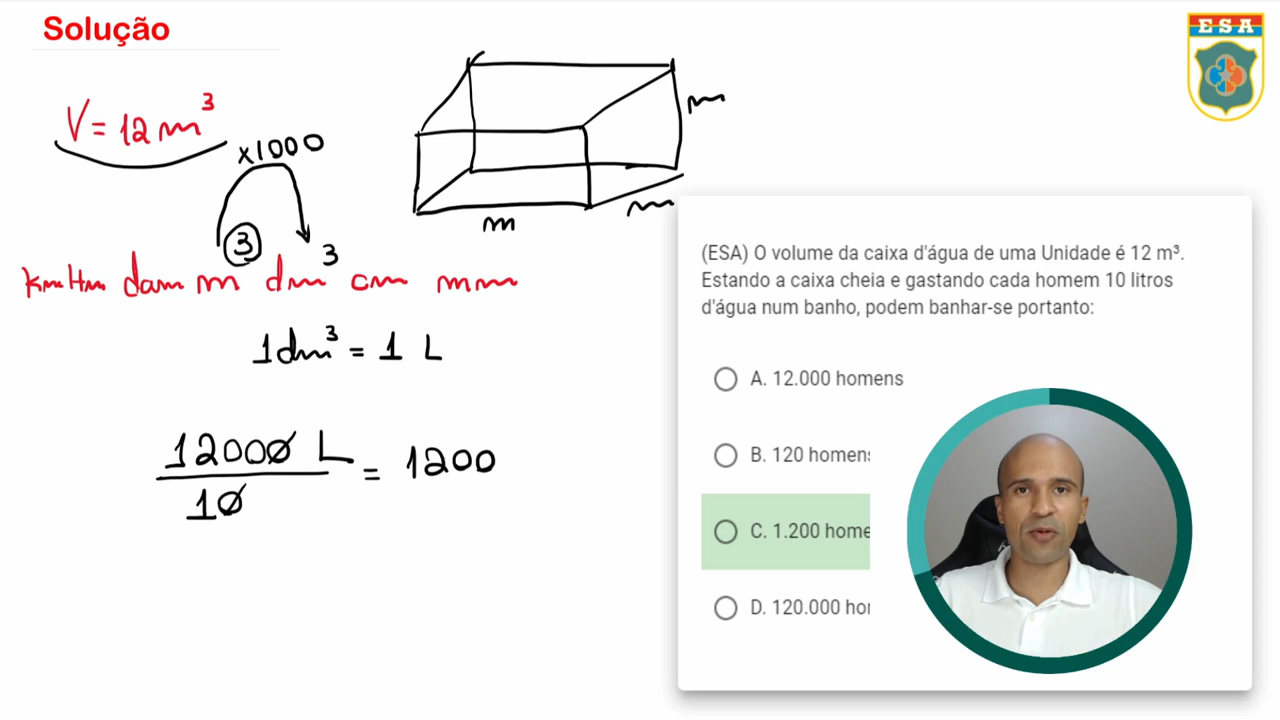 Solução
ESA
V = 12 m³
x1000
3
3
km Hm dam m dm cm mm
m
m
m
1 dm³ = 1 L
12000 L
10
= 1200
(ESA) O volume da caixa d'água de uma Unidade é 12 m³.
Estando a caixa cheia e gastando cada homem 10 litros
d'água num banho, podem banhar-se portanto:
A. 12.000 homens
B. 120 homens
C. 1.200 home
D. 120.000 hor